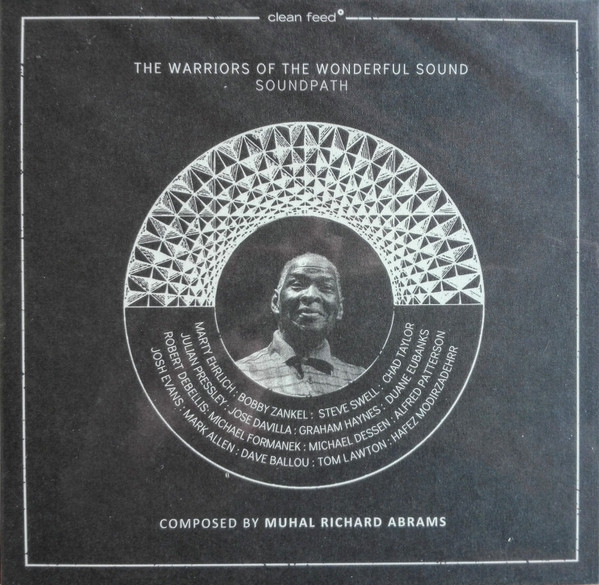 clean feed
THE WARRIORS OF THE WONDERFUL SOUND
SOUNDPATH
MARTY EHRLICH : BOBBY ZANKEL : STEVE SWELL : CHAD TAYLOR
JULIAN PRESSLEY : JOSE DAVILLA : GRAHAM HAYNES : DUANE EUBANKS
ROBERT DEBELLIS : MICHAEL FORMANEK : MICHAEL DESSEN : ALFRED PATTERSON
JOSH EVANS : MARK ALLEN : DAVE BALLOU : TOM LAWTON : HAFEZ MODIRZADEHRR
COMPOSED BY MUHAL RICHARD ABRAMS